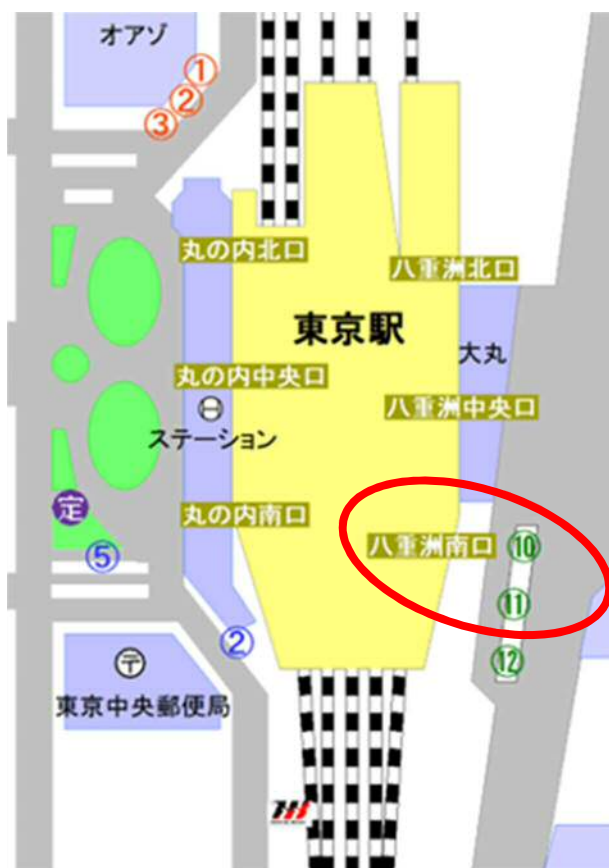 オアゾ
①
②
③
丸の内北口
八重洲北口
東京駅
大丸
丸の内中央口
八重洲中央口
ステーション
丸の内南口
定
⑤
八重洲南口
⑩
⑪
⑫
②
〒
東京中央郵便局